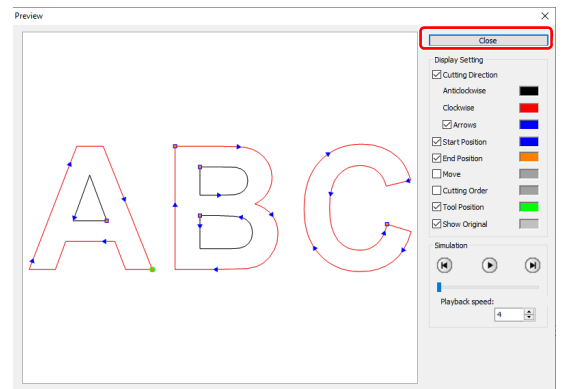 Preview
Close
Display Setting
Cutting Direction
Anticlockwise
Clockwise
Arrows
Start Position
End Position
Move
Cutting Order
Tool Position
Show Original
Simulation
Playback speed:
4
ABC